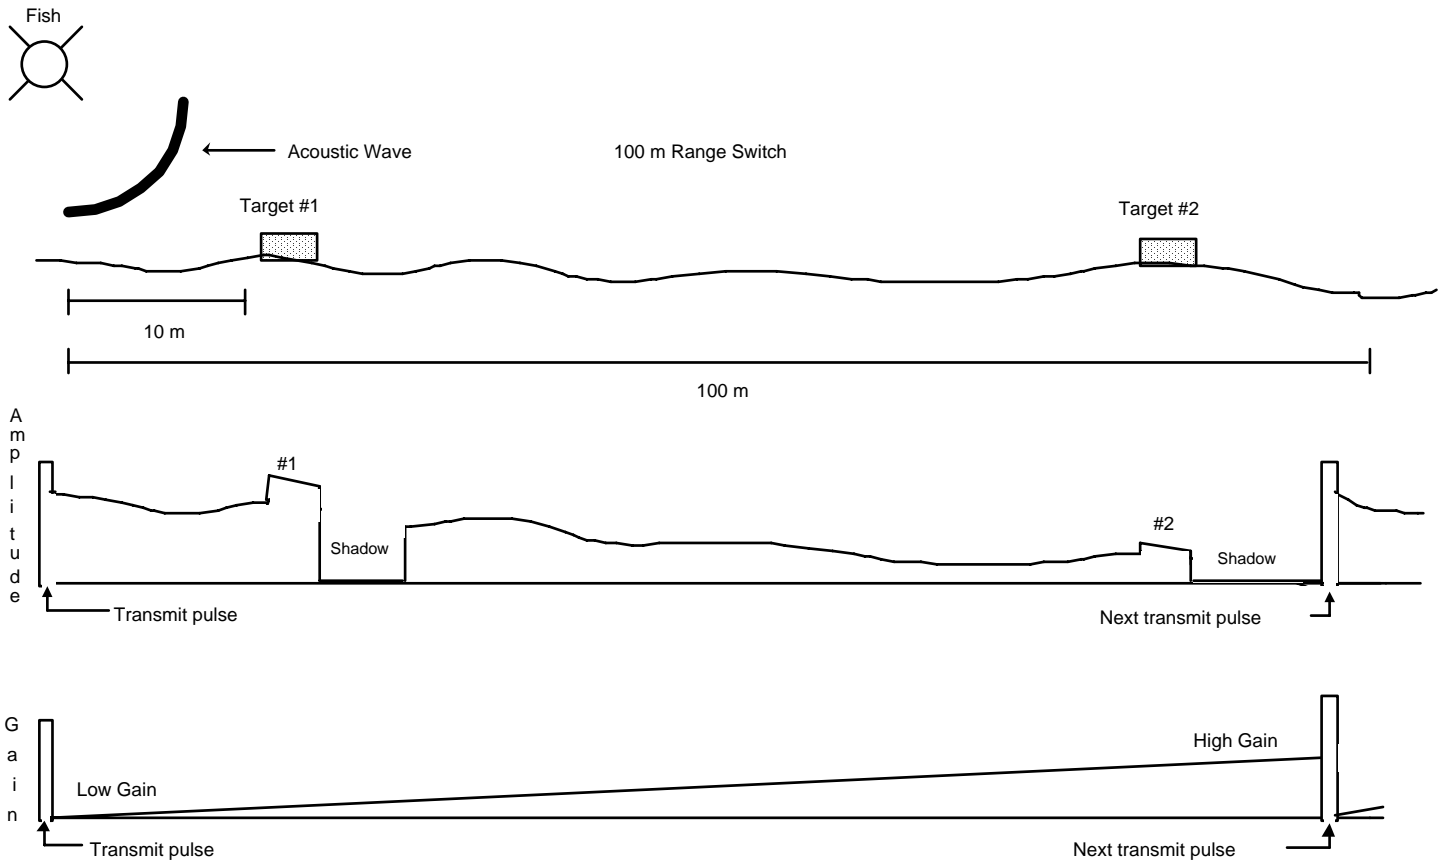 Fish
Acoustic Wave
100 m Range Switch
Target #1
Target #2
10 m
100 m
Amplitude
#1
Shadow
#2
Shadow
Transmit pulse
Next transmit pulse
Gain
Low Gain
High Gain
Transmit pulse
Next transmit pulse